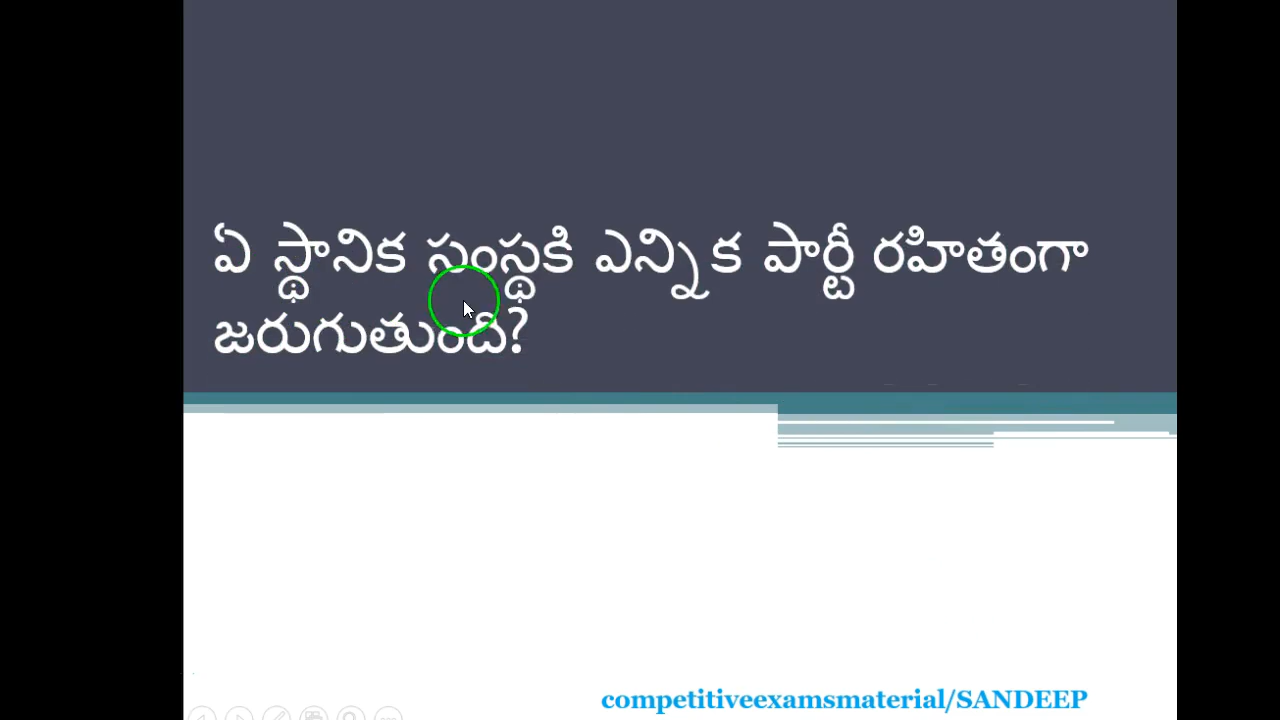 ఏ స్థానిక సంస్థకి ఎన్నిక పార్టీ రహితంగా
జరుగుతుంది?
competitiveexamsmaterial/SANDEEP